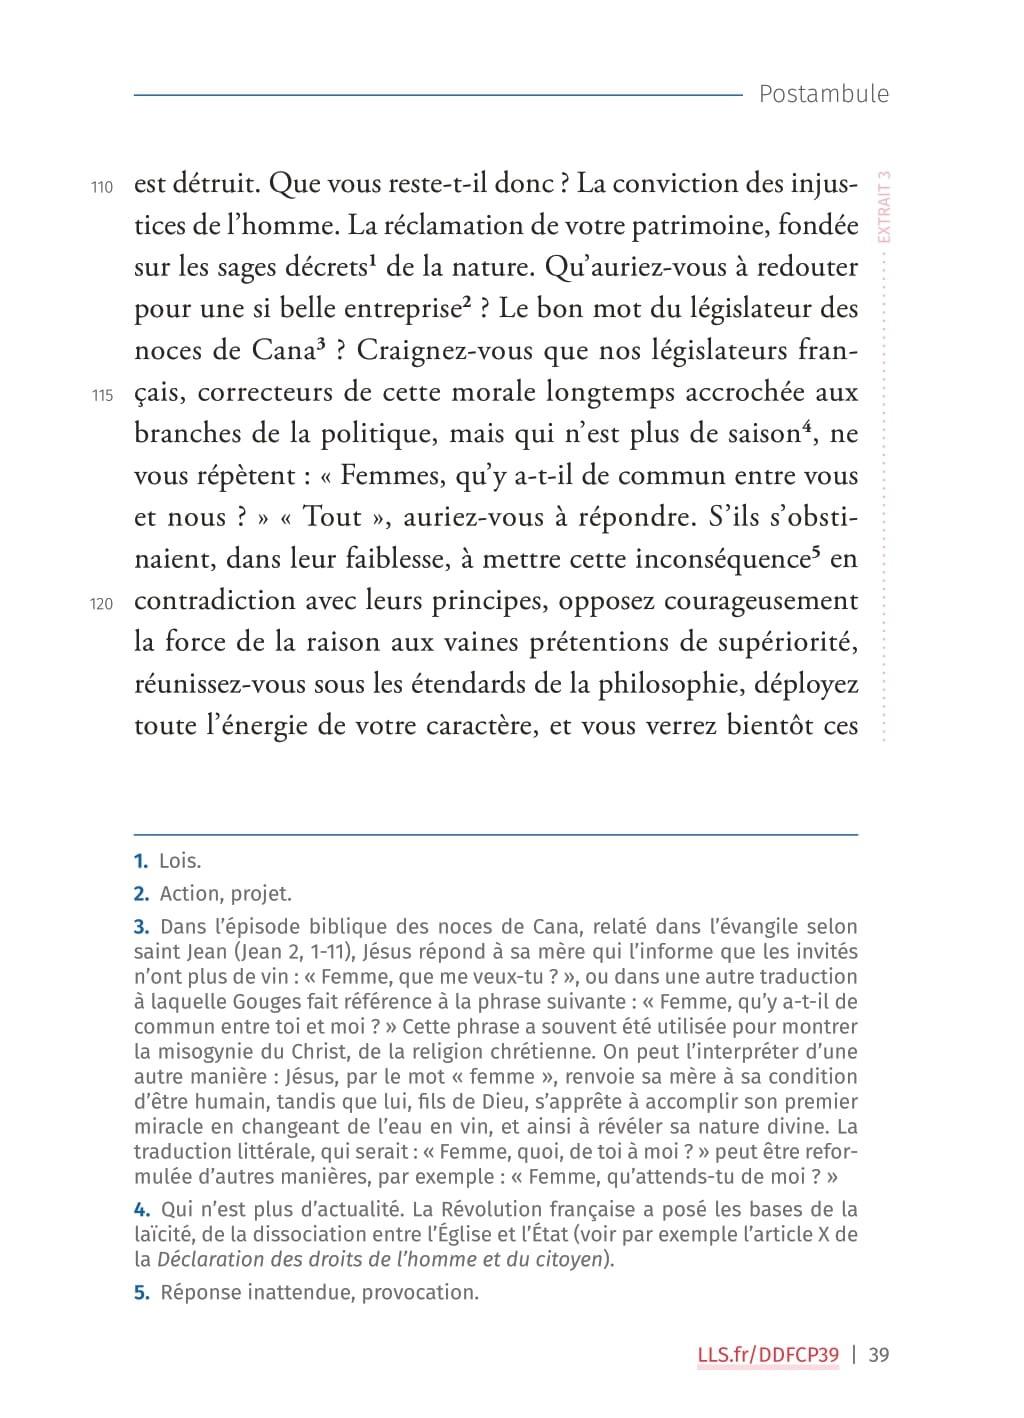 Postambule
110 est détruit. Que vous reste-t-il donc ? La conviction des injus-
tices de l’homme. La réclamation de votre patrimoine, fondée
sur les sages décrets¹ de la nature. Qu’auriez-vous à redouter
pour une si belle entreprise² ? Le bon mot du législateur des
noces de Cana³ ? Craignez-vous que nos législateurs fran-
115 çais, correcteurs de cette morale longtemps accrochée aux
branches de la politique, mais qui n’est plus de saison⁴, ne
vous répètent : « Femmes, qu’y a-t-il de commun entre vous
et nous ? » « Tout », auriez-vous à répondre. S’ils s’obsti-
naient, dans leur faiblesse, à mettre cette inconséquence⁵ en
120 contradiction avec leurs principes, opposez courageusement
la force de la raison aux vaines prétentions de supériorité,
réunissez-vous sous les étendards de la philosophie, déployez
toute l’énergie de votre caractère, et vous verrez bientôt ces
EXTRAIT 3
1. Lois.
2. Action, projet.
3. Dans l’épisode biblique des noces de Cana, relaté dans l’évangile selon
saint Jean (Jean 2, 1-11), Jésus répond à sa mère qui l’informe que les invités
n’ont plus de vin : « Femme, que me veux-tu ? », ou dans une autre traduction
à laquelle Gouges fait référence à la phrase suivante : « Femme, qu’y a-t-il de
commun entre toi et moi ? » Cette phrase a souvent été utilisée pour montrer
la misogynie du Christ, de la religion chrétienne. On peut l’interpréter d’une
autre manière : Jésus, par le mot « femme », renvoie sa mère à sa condition
d’être humain, tandis que lui, fils de Dieu, s’apprête à accomplir son premier
miracle en changeant de l’eau en vin, et ainsi à révéler sa nature divine. La
traduction littérale, qui serait : « Femme, quoi, de toi à moi ? » peut être refor-
mulée d’autres manières, par exemple : « Femme, qu’attends-tu de moi ? »
4. Qui n’est plus d’actualité. La Révolution française a posé les bases de la
laïcité, de la dissociation entre l’Église et l’État (voir par exemple l’article X de
la Déclaration des droits de l’homme et du citoyen).
5. Réponse inattendue, provocation.
LLS.fr/DDFCP39 | 39